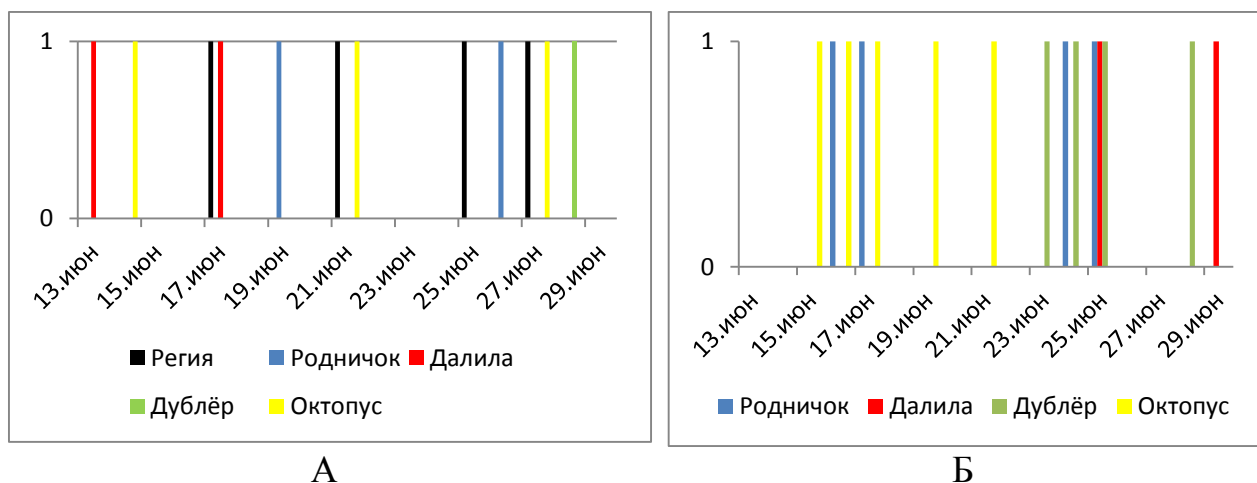 1
0
13.июн 15.июн 17.июн 19.июн 21.июн 23.июн 25.июн 27.июн 29.июн
Регия Родничок Далила
Дублёр Октопус
А
1
0
13.июн 15.июн 17.июн 19.июн 21.июн 23.июн 25.июн 27.июн 29.июн
Родничок Далила Дублёр Октопус
Б